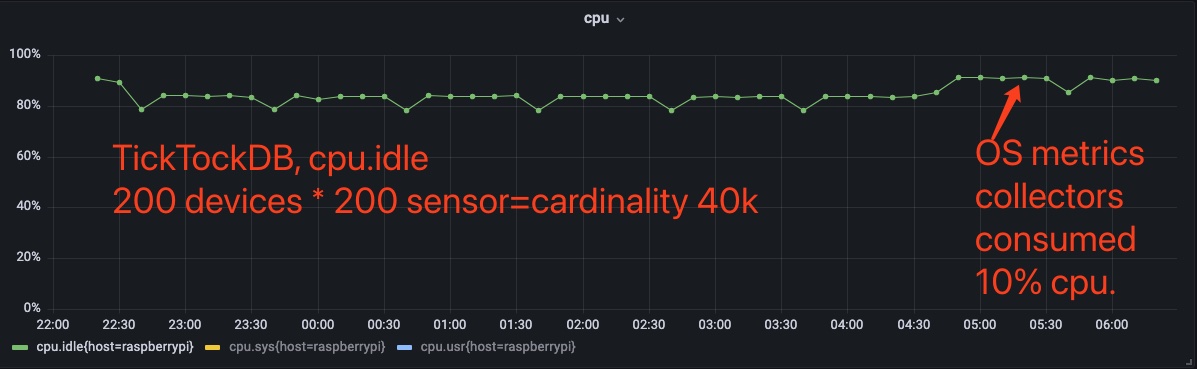 cpu
100%
80%
60%
40%
20%
0%
TickTockDB, cpu.idle
200 devices * 200 sensor=cardinality 40k
OS metrics
collectors
consumed
10% cpu.
22:00 22:30 23:00 23:30 00:00 00:30 01:00 01:30 02:00 02:30 03:00 03:30 04:00 04:30 05:00 05:30 06:00
cpu.idle{host=raspberrypi} cpu.sys{host=raspberrypi} cpu.usr{host=raspberrypi}